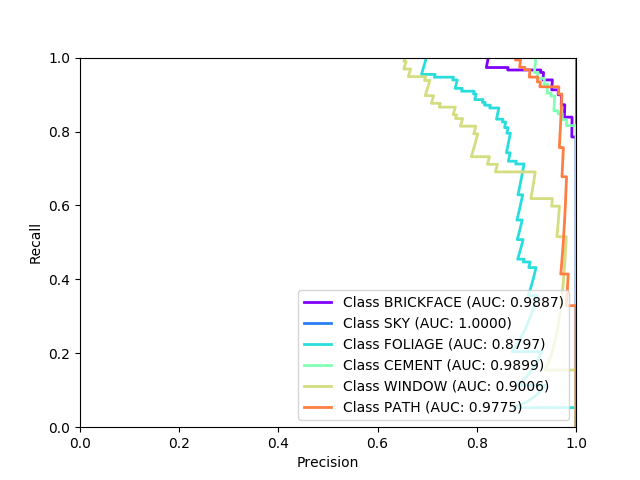 1.0
0.8
0.6
0.4
0.2
0.0
Recall
Class BRICKFACE (AUC: 0.9887)
Class SKY (AUC: 1.0000)
Class FOLIAGE (AUC: 0.8797)
Class CEMENT (AUC: 0.9899)
Class WINDOW (AUC: 0.9006)
Class PATH (AUC: 0.9775)
0.0 0.2 0.4 0.6 0.8 1.0
Precision